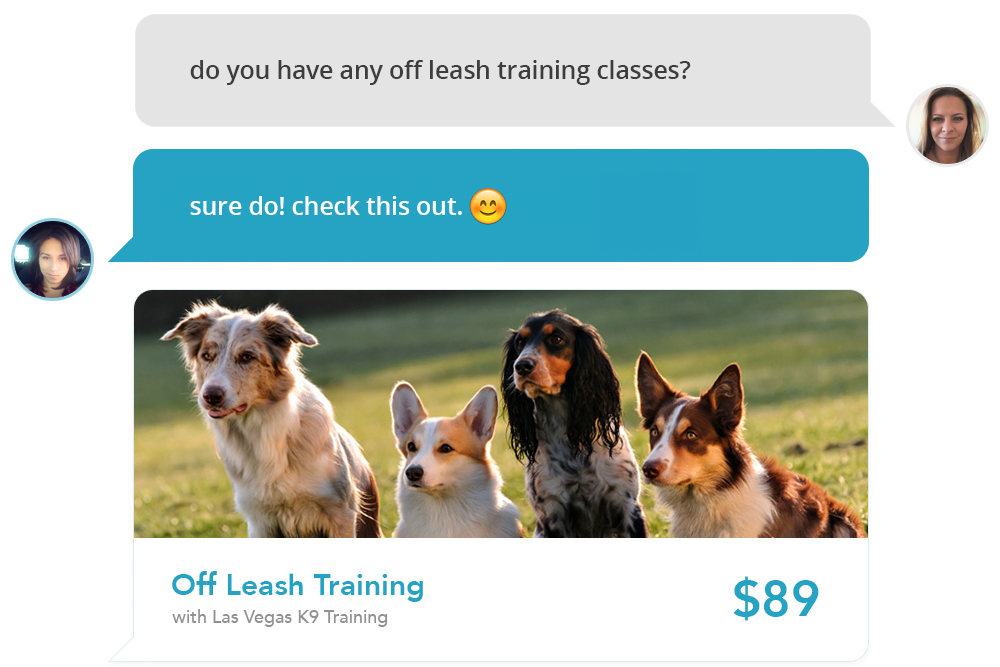 do you have any off leash training classes?
sure do! check this out. 😊
Off Leash Training
with Las Vegas K9 Training
$89